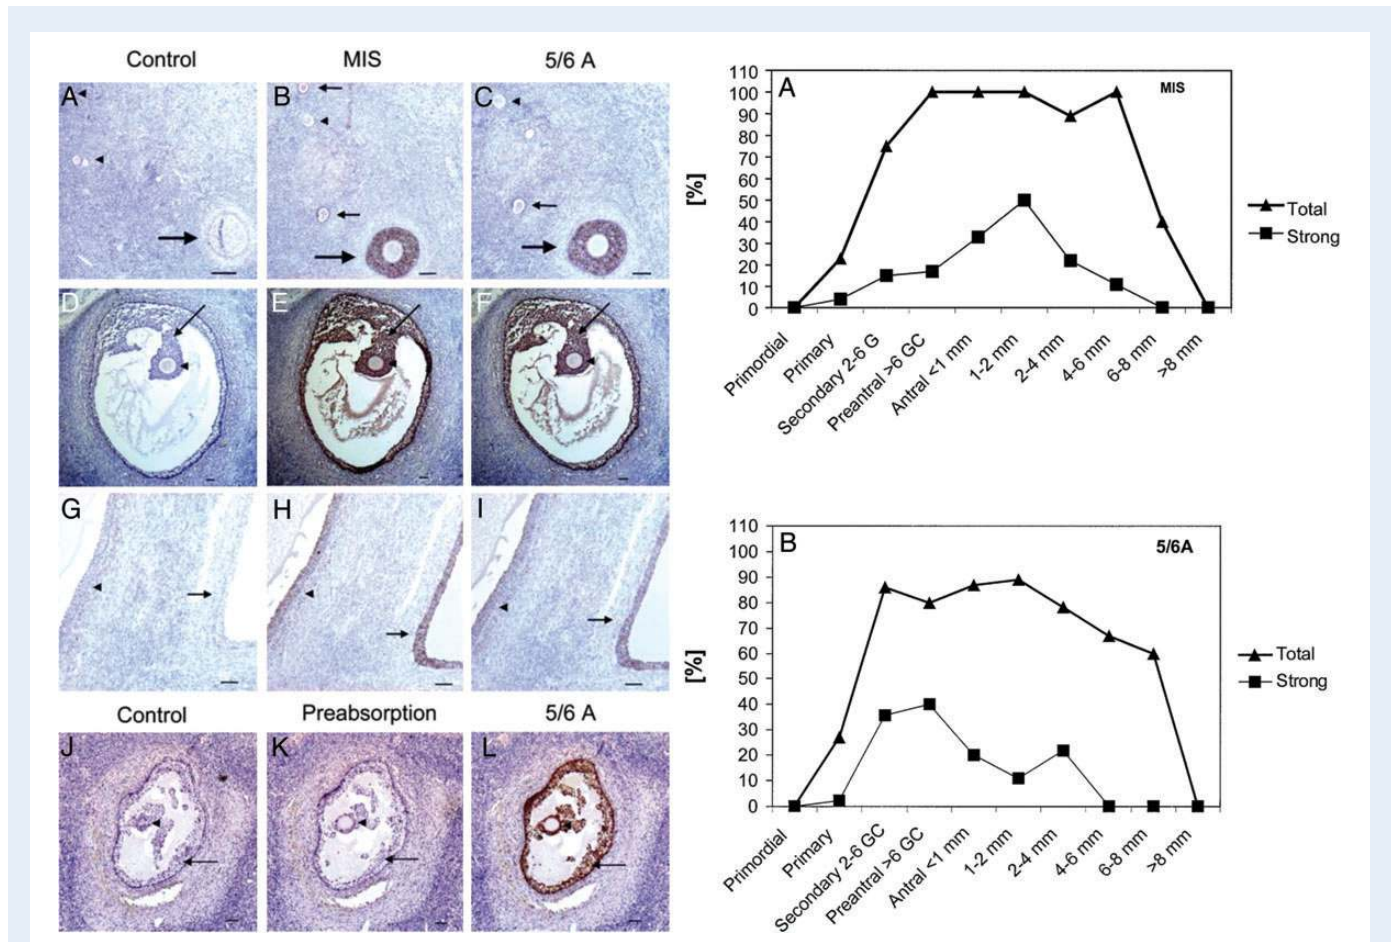 Control MIS 5/6 A
A B C
D E F
G H I
Control Preabsorption 5/6 A
J K L
A
MIS
[%]
110
100
90
80
70
60
50
40
30
20
10
0
Primordial
Primary
Secondary 2-6 G
Preantral >6 GC
Antral <1 mm
1-2 mm
2-4 mm
4-6 mm
6-8 mm
>8 mm
Total
Strong
B
5/6A
[%]
110
100
90
80
70
60
50
40
30
20
10
0
Primordial
Primary
Secondary 2-6 GC
Preantral >6 GC
Antral <1 mm
1-2 mm
2-4 mm
4-6 mm
6-8 mm
>8 mm
Total
Strong